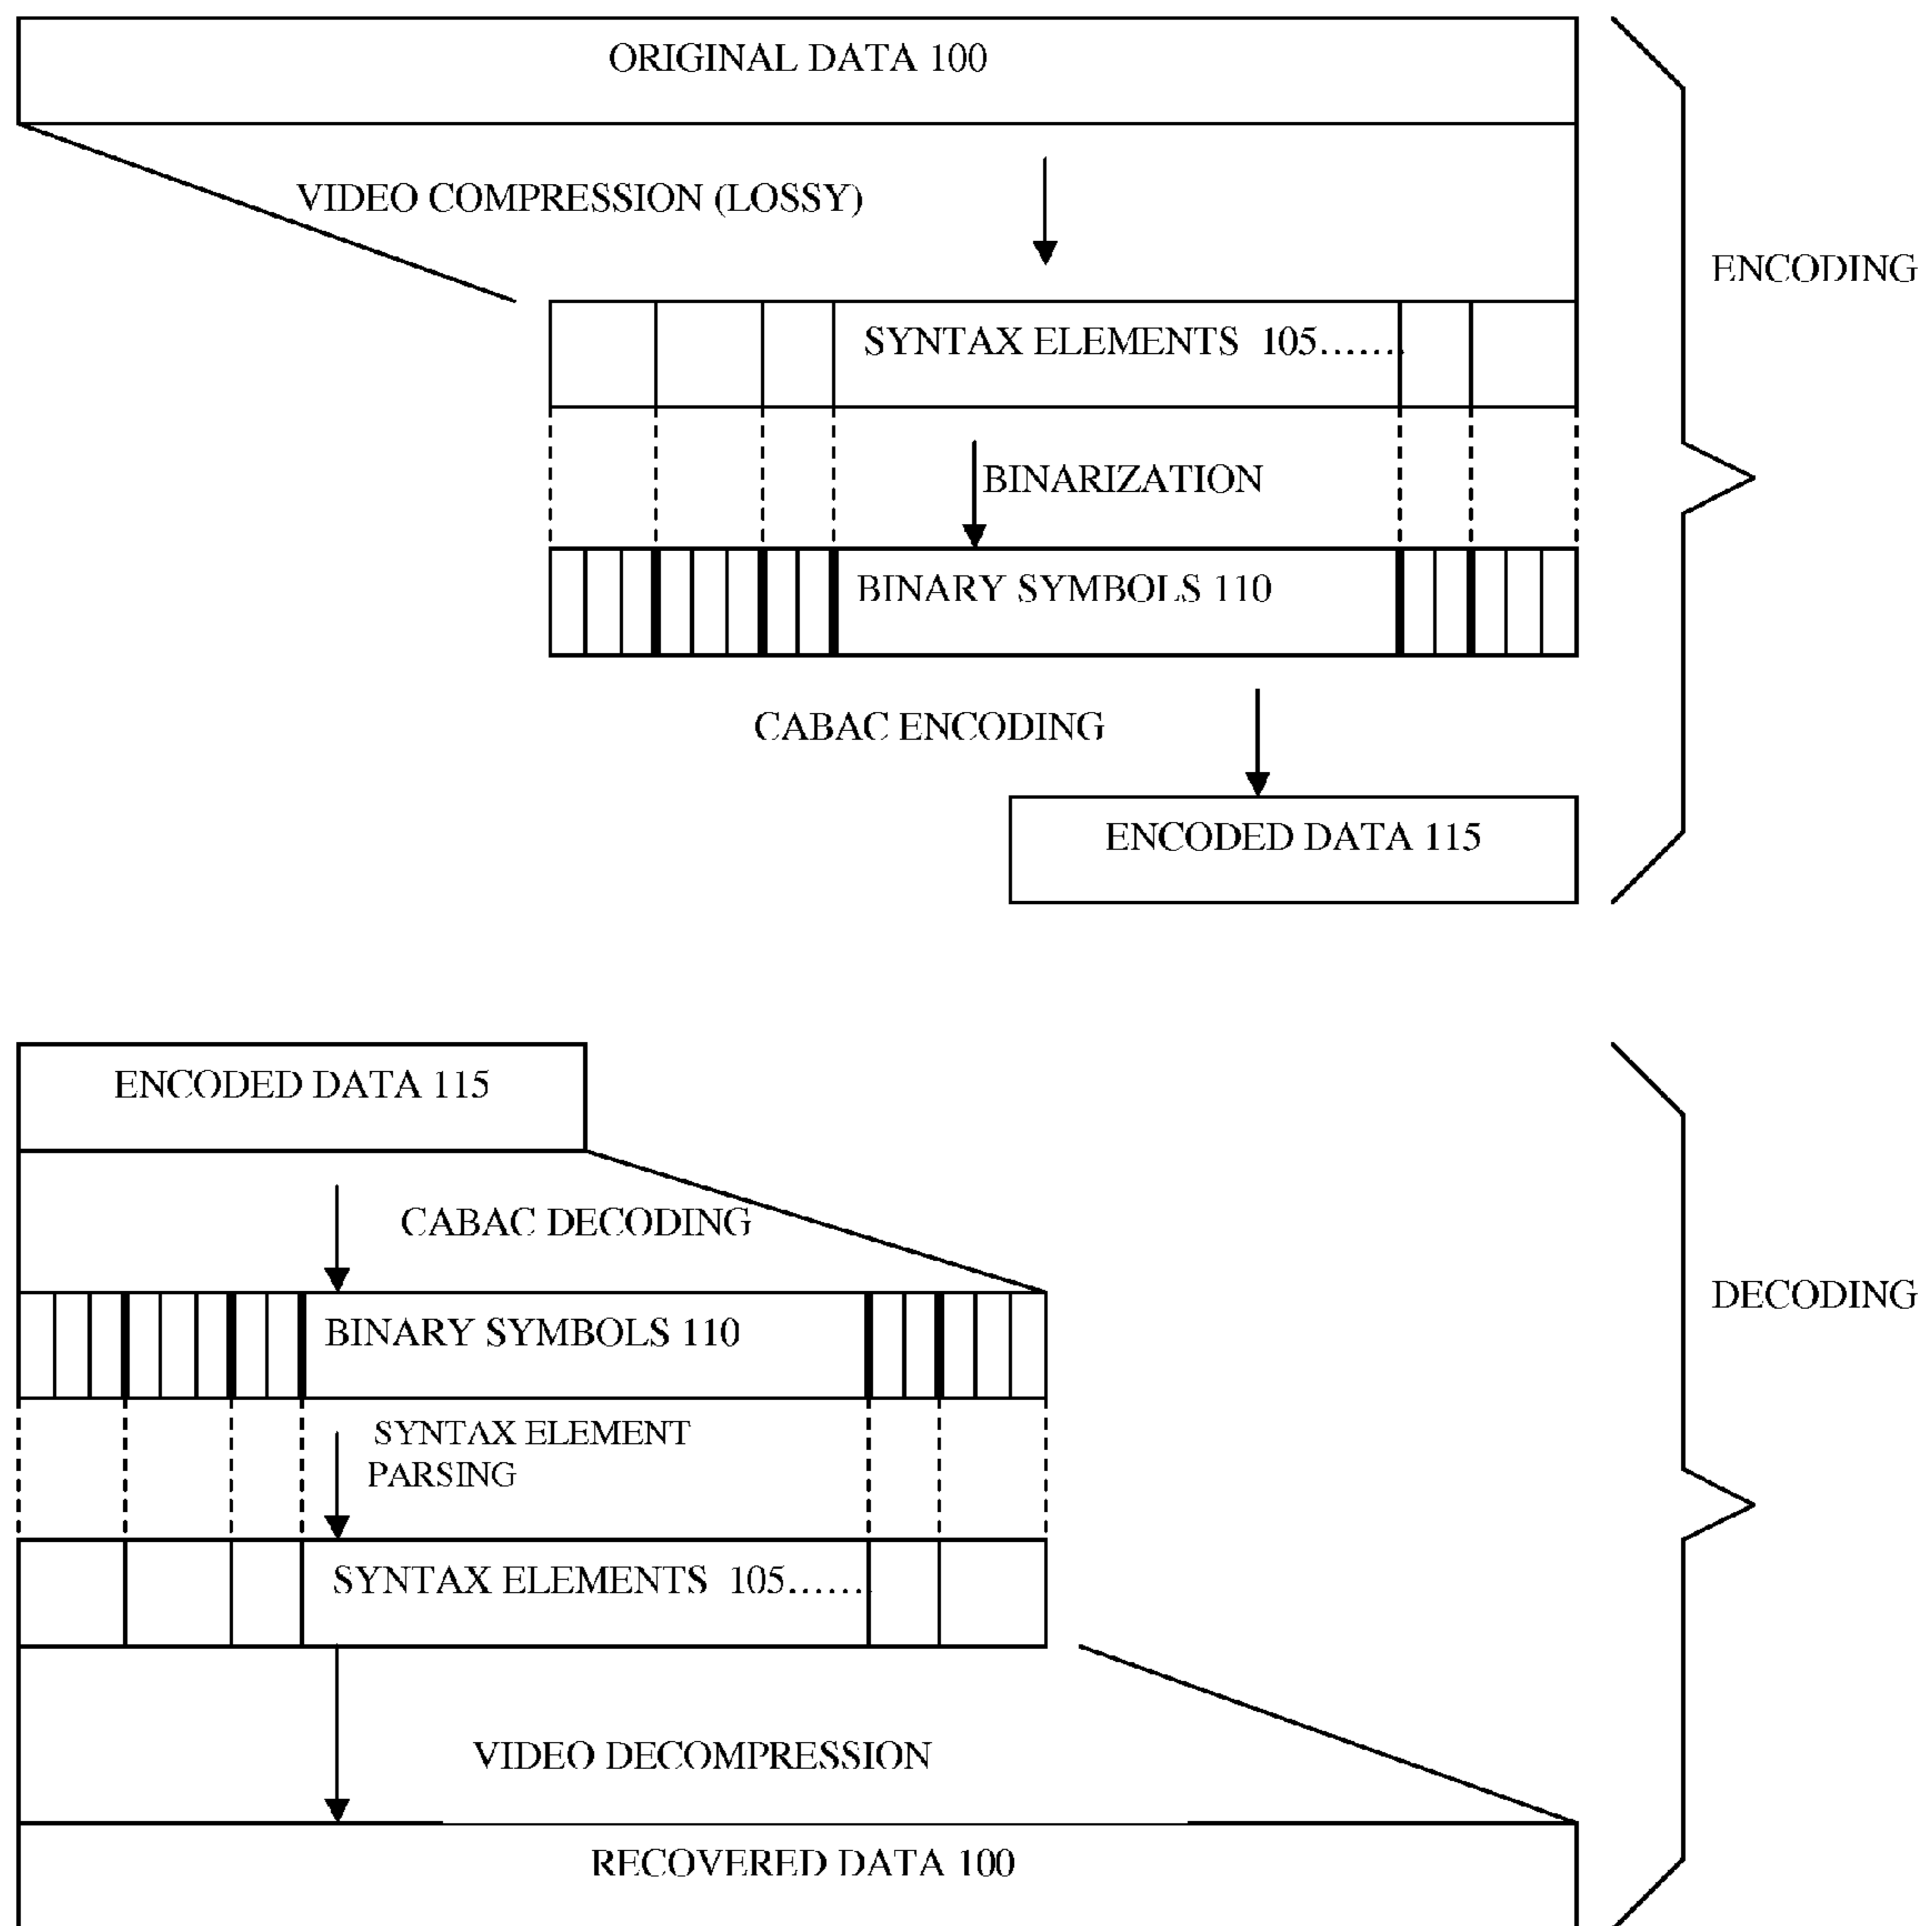 ORIGINAL DATA 100
VIDEO COMPRESSION (LOSSY)
ENCODING
SYNTAX ELEMENTS 105.......
BINARIZATION
BINARY SYMBOLS 110
CABAC ENCODING
ENCODED DATA 115
ENCODED DATA 115
CABAC DECODING
DECODING
BINARY SYMBOLS 110
SYNTAX ELEMENT
PARSING
SYNTAX ELEMENTS 105.......
VIDEO DECOMPRESSION
RECOVERED DATA 100